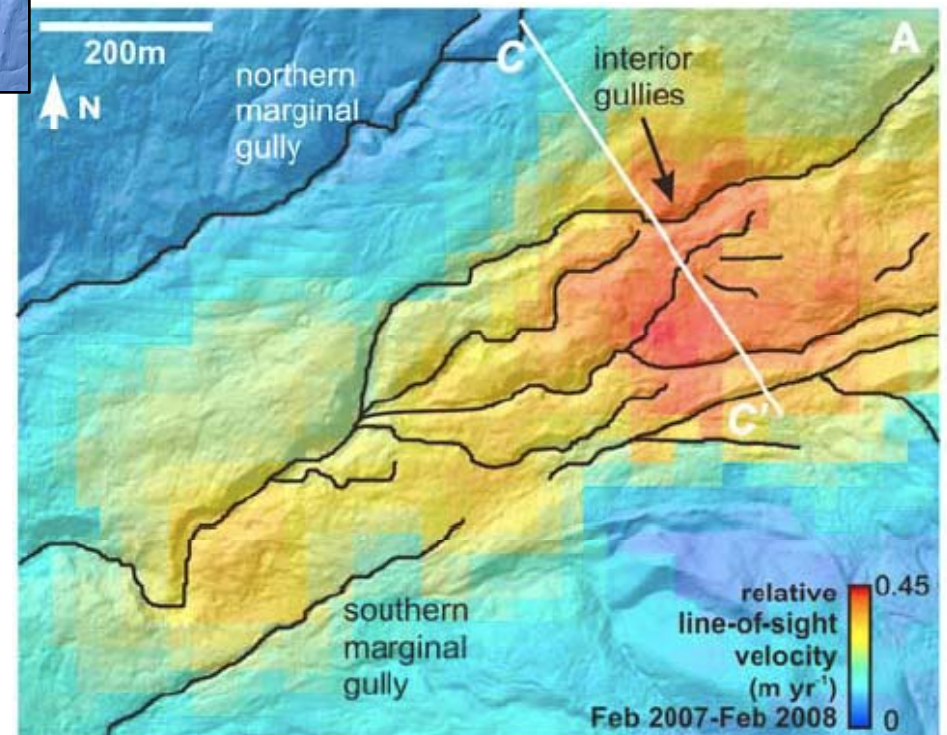 200m
N
northern
marginal
gully
C
interior
gullies
A
C'
southern
marginal
gully
relative
line-of-sight
velocity
(m yr⁻¹)
Feb 2007-Feb 2008
0.45
0